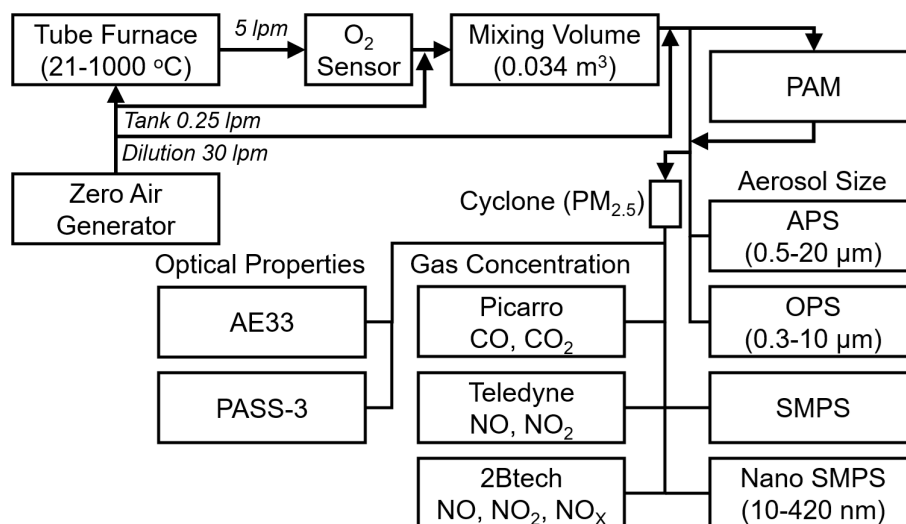 Tube Furnace
(21-1000 °C)
5 lpm
O₂
Sensor
Mixing Volume
(0.034 m³)
PAM
Tank 0.25 lpm
Dilution 30 lpm
Zero Air
Generator
Cyclone (PM₂.₅)
Aerosol Size
APS
(0.5-20 µm)
OPS
(0.3-10 µm)
SMPS
Nano SMPS
(10-420 nm)
Optical Properties
AE33
PASS-3
Gas Concentration
Picarro
CO, CO₂
Teledyne
NO, NO₂
2Btech
NO, NO₂, NOₓ